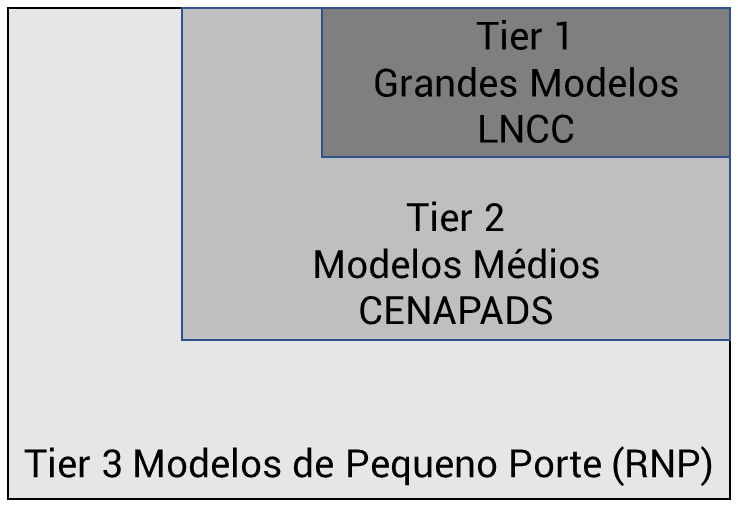 Tier 1
Grandes Modelos
LNCC
Tier 2
Modelos Médios
CENAPADS
Tier 3 Modelos de Pequeno Porte (RNP)